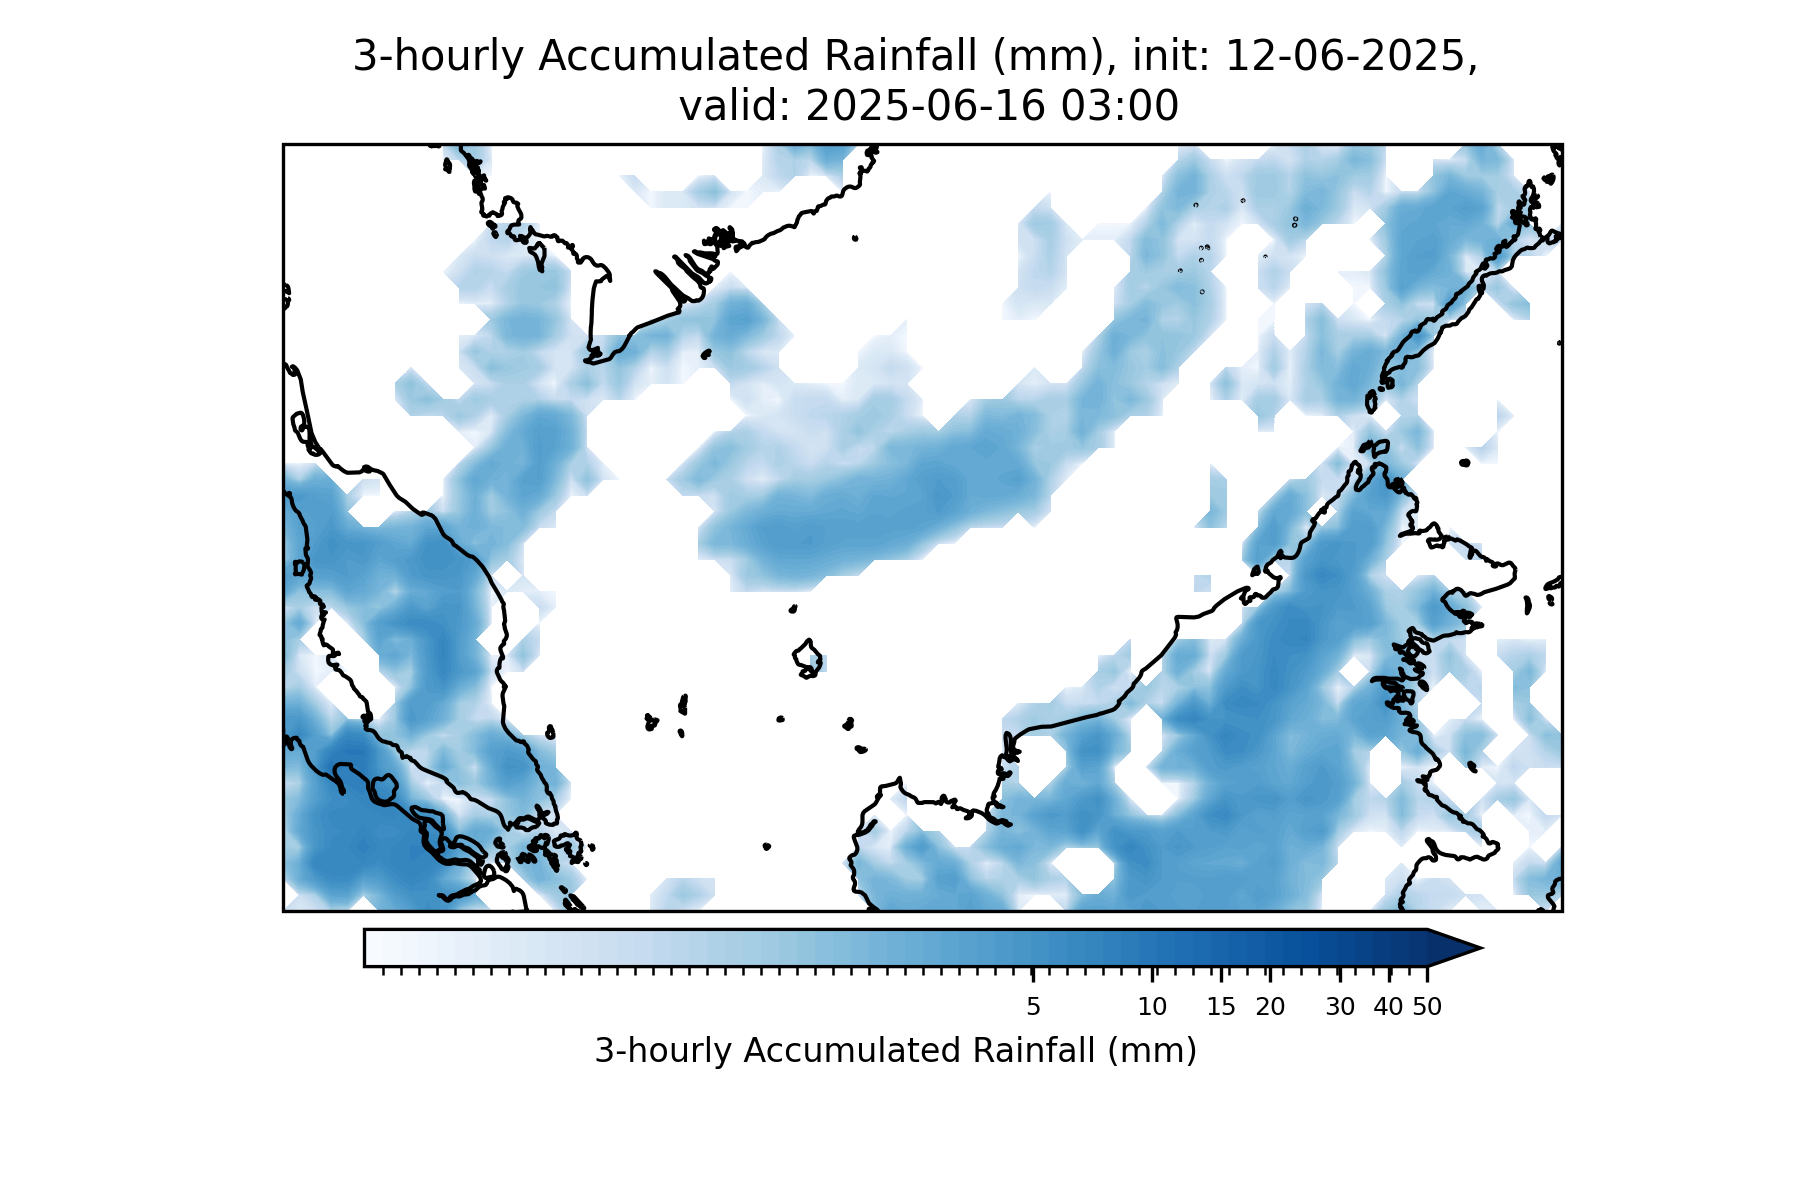 3-hourly Accumulated Rainfall (mm), init: 12-06-2025,
valid: 2025-06-16 03:00
5 10 15 20 30 40 50
3-hourly Accumulated Rainfall (mm)